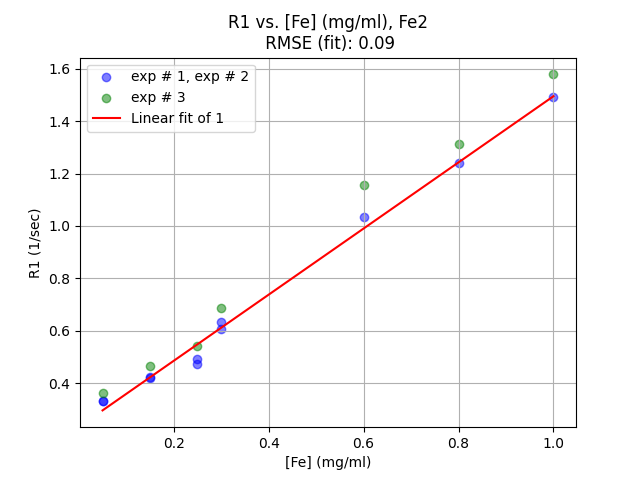 R1 vs. [Fe] (mg/ml), Fe2
RMSE (fit): 0.09
exp # 1, exp # 2
exp # 3
Linear fit of 1
1.6
1.4
1.2
1.0
0.8
0.6
0.4
R1 (1/sec)
0.2
0.4
0.6
0.8
1.0
[Fe] (mg/ml)